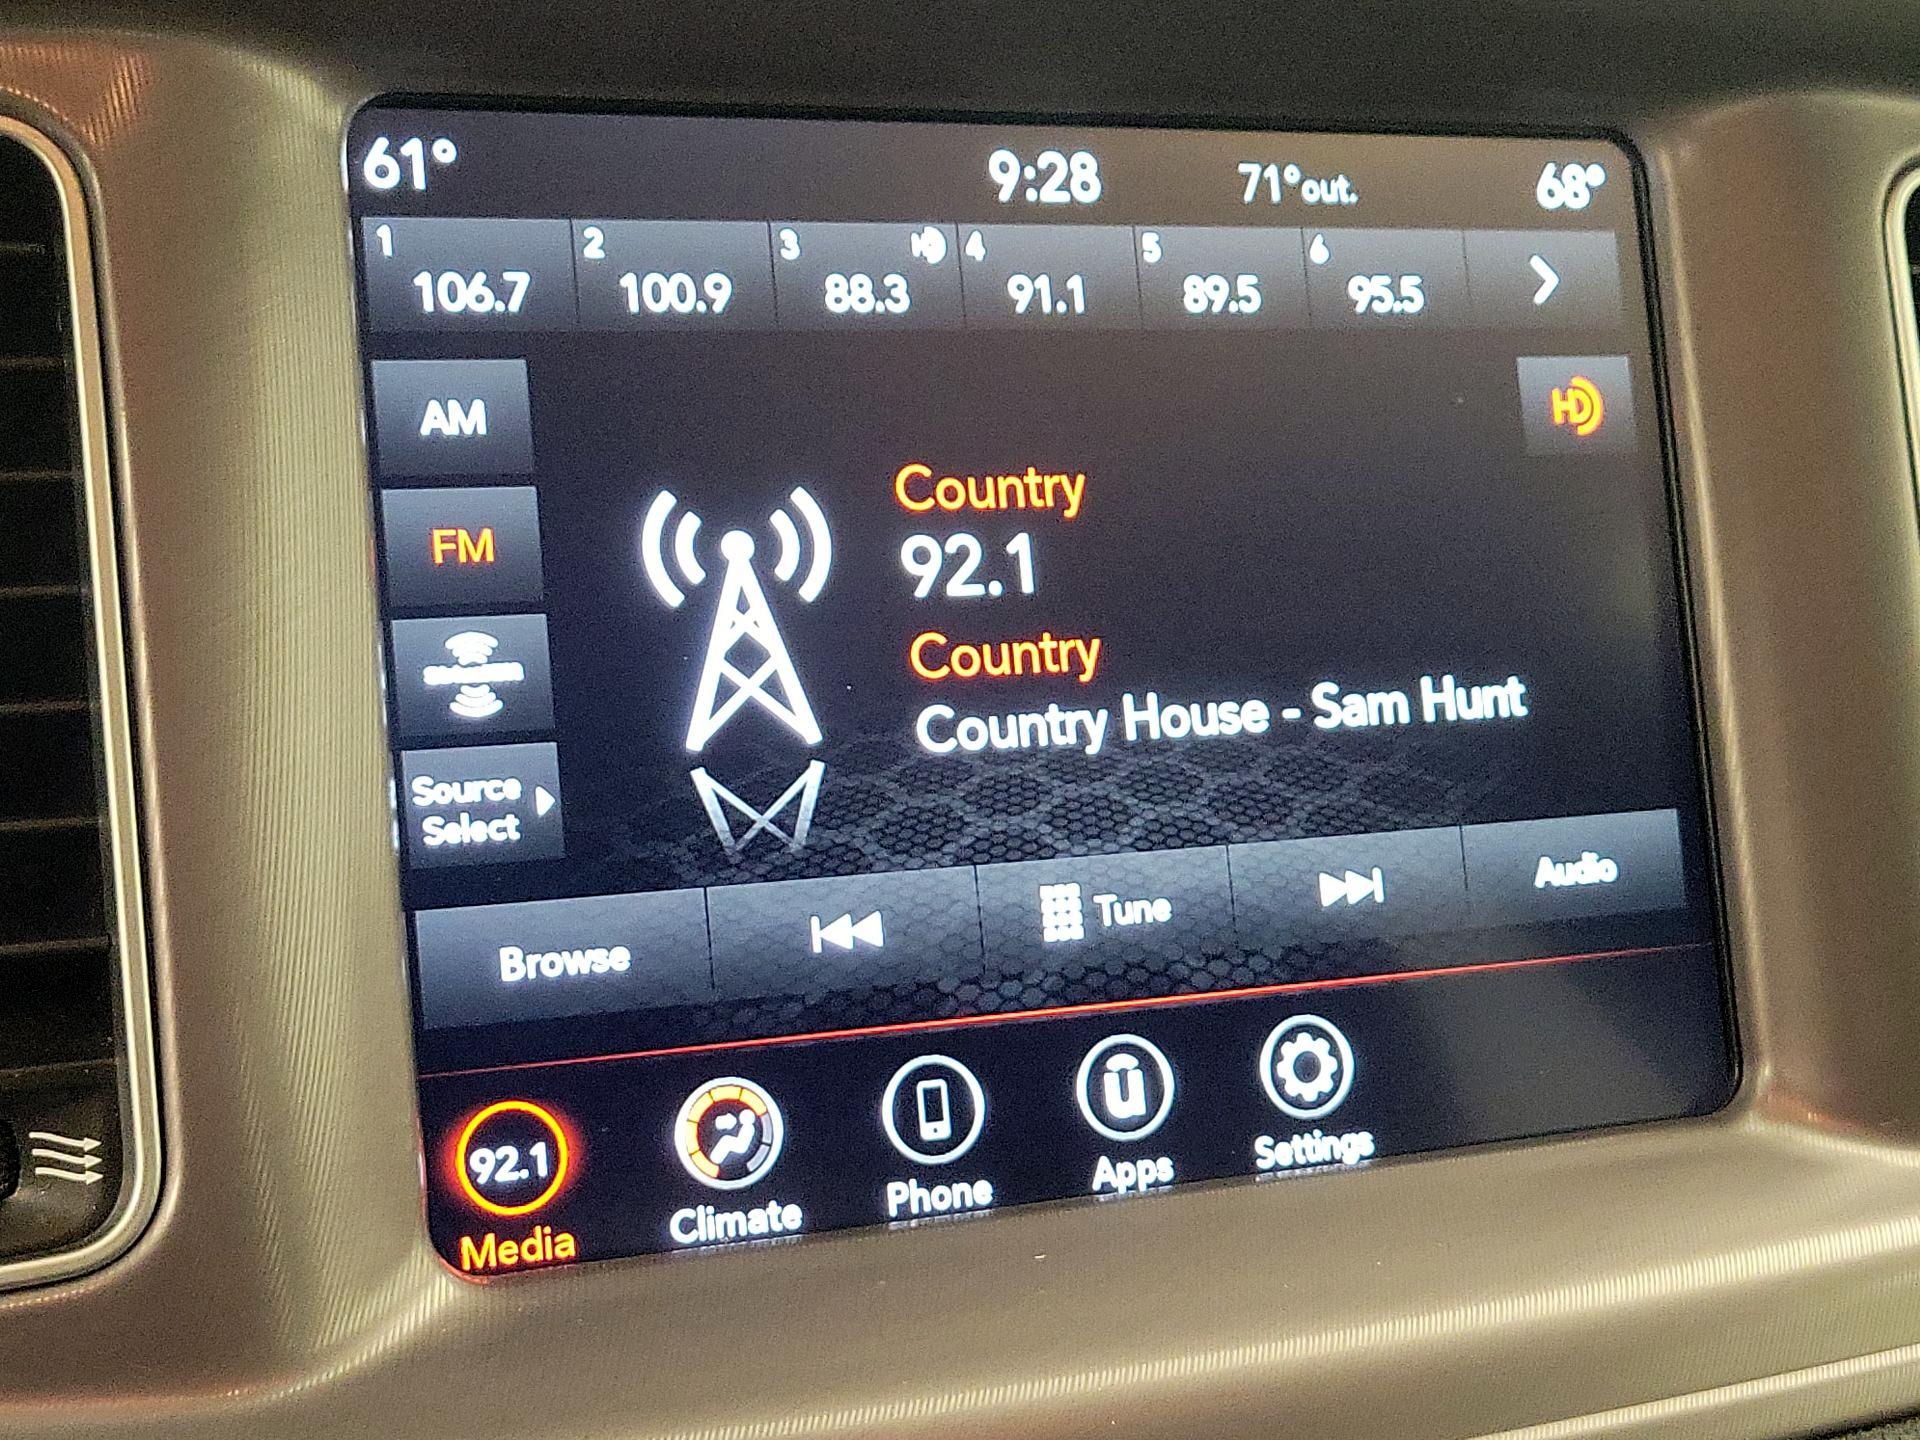 61° 9:28 71° out. 68°
1 2 3 HD 4 5 6
106.7 100.9 88.3 91.1 89.5 95.5
AM
HD
FM
Country
92.1
Country
Country House - Sam Hunt
Source
Select
Browse Tune Audio
92.1
Media Climate Phone Apps Settings